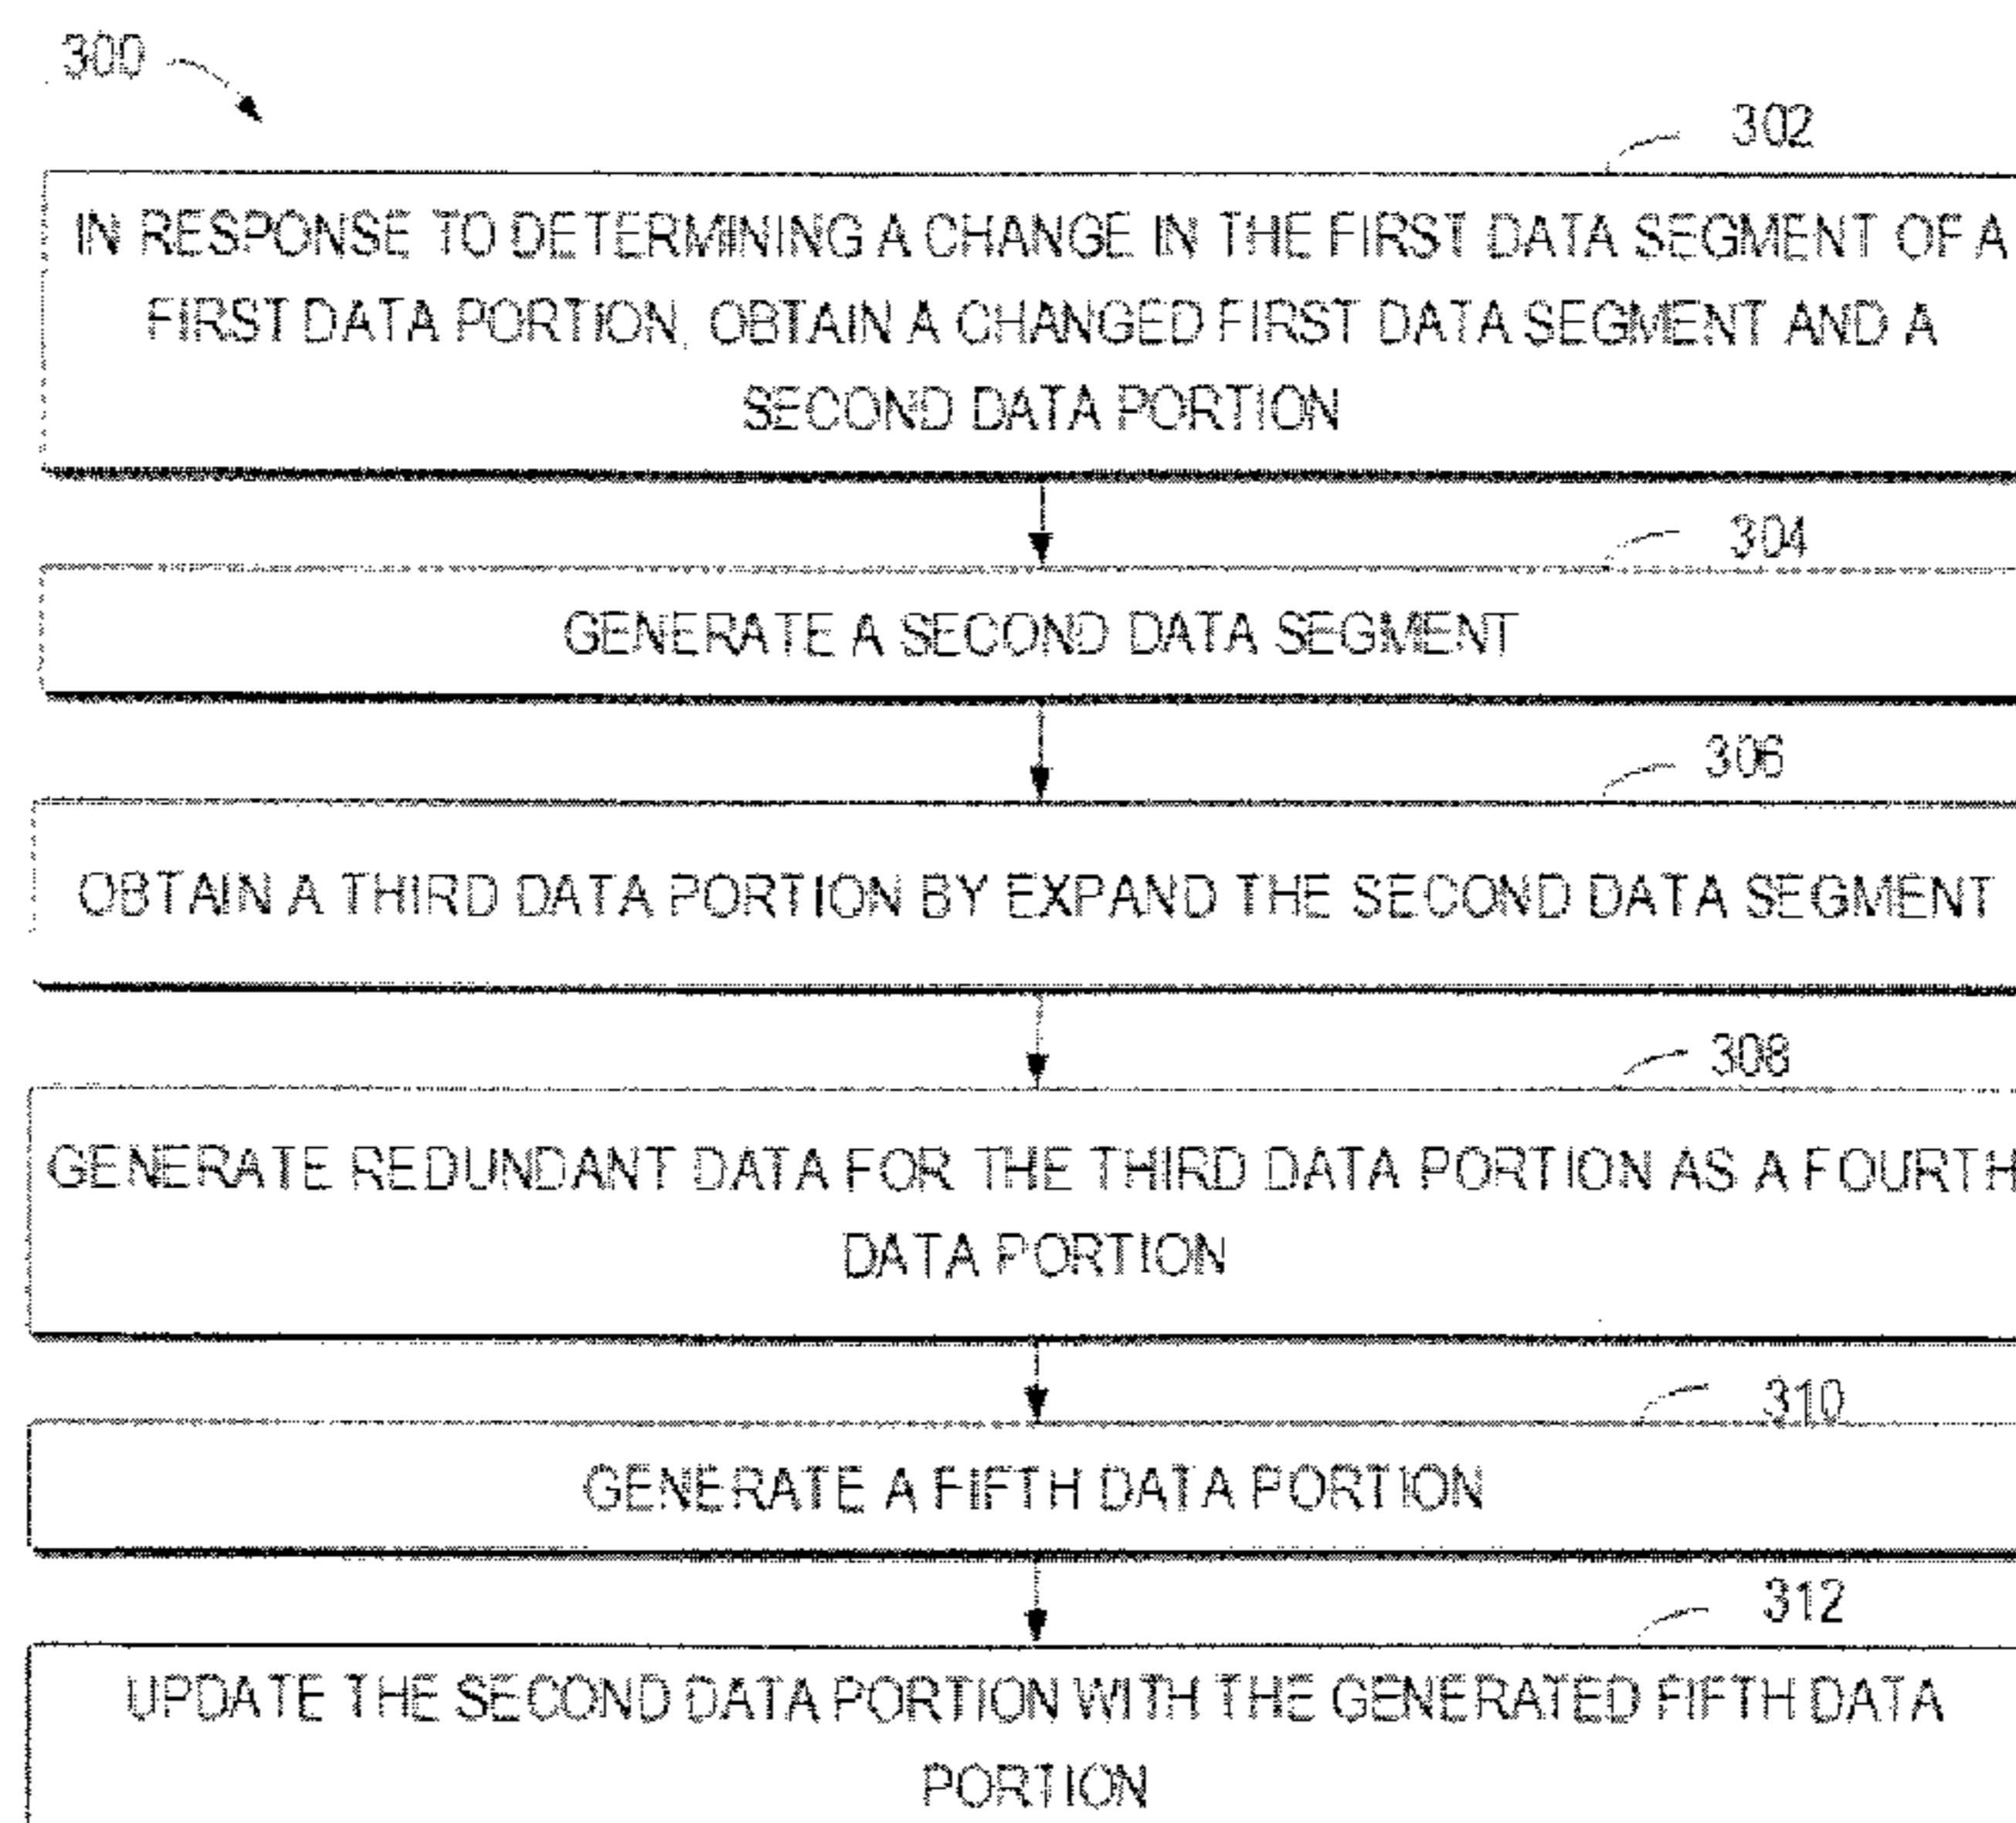 300
302
IN RESPONSE TO DETERMINING A CHANGE IN THE FIRST DATA SEGMENT OF A
FIRST DATA PORTION, OBTAIN A CHANGED FIRST DATA SEGMENT AND A
SECOND DATA PORTION
304
GENERATE A SECOND DATA SEGMENT
306
OBTAIN A THIRD DATA PORTION BY EXPAND THE SECOND DATA SEGMENT
308
GENERATE REDUNDANT DATA FOR THE THIRD DATA PORTION AS A FOURTH
DATA PORTION
310
GENERATE A FIFTH DATA PORTION
312
UPDATE THE SECOND DATA PORTION WITH THE GENERATED FIFTH DATA
PORTION